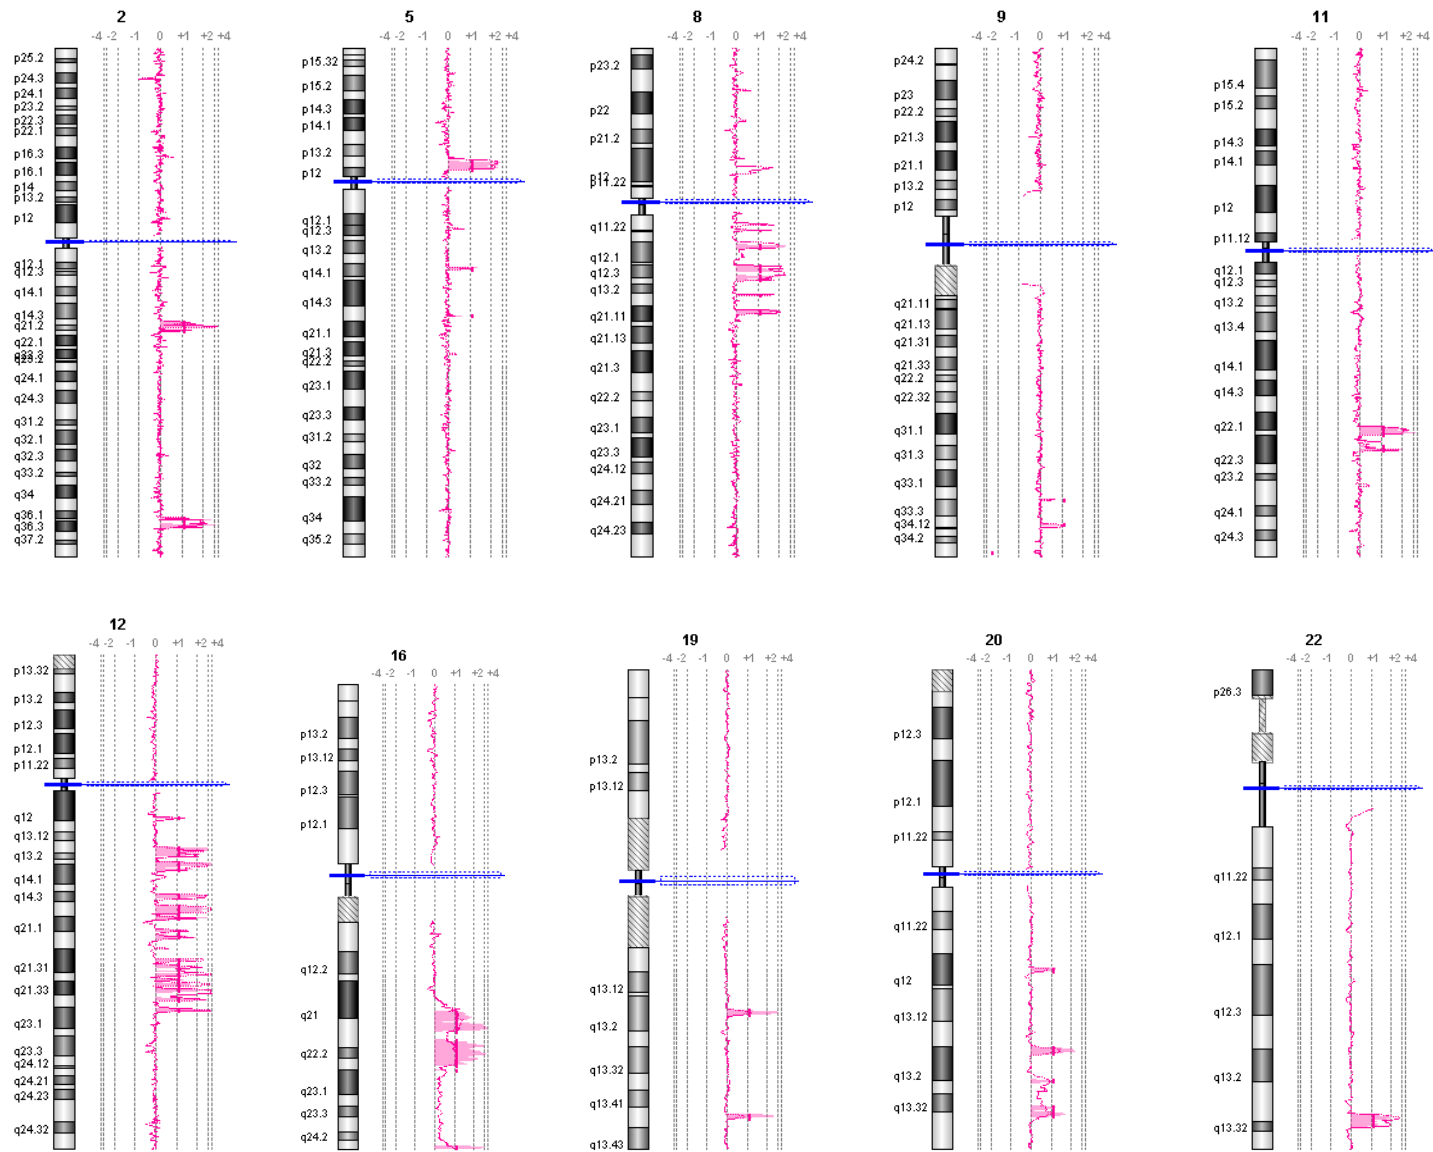 2
-4 -2 -1 0 +1 +2 +4
p25.2
p24.3
p24.1
p23.2
p22.3
p22.1
p16.3
p16.1
p14
p13.2
p12
q12.1
q12.3
q14.1
q14.3
q21.2
q22.1
q23.3
q24.1
q24.3
q31.2
q32.1
q32.3
q33.2
q34
q36.1
q36.3
q37.2
5
-4 -2 -1 0 +1 +2 +4
p15.32
p15.2
p14.3
p14.1
p13.2
p12
q12.1
q12.3
q13.2
q14.1
q14.3
q21.1
q21.3
q22.2
q23.1
q23.3
q31.2
q32
q33.2
q34
q35.2
8
-4 -2 -1 0 +1 +2 +4
p23.2
p22
p21.2
p12
p11.22
q11.22
q12.1
q12.3
q13.2
q21.11
q21.13
q21.3
q22.2
q23.1
q23.3
q24.12
q24.21
q24.23
9
-4 -2 -1 0 +1 +2 +4
p24.2
p23
p22.2
p21.3
p21.1
p13.2
p12
q21.11
q21.13
q21.31
q21.33
q22.2
q22.32
q31.1
q31.3
q33.1
q33.3
q34.12
q34.2
11
-4 -2 -1 0 +1 +2 +4
p15.4
p15.2
p14.3
p14.1
p12
p11.12
q12.1
q12.3
q13.2
q13.4
q14.1
q14.3
q22.1
q22.3
q23.2
q24.1
q24.3
12
-4 -2 -1 0 +1 +2 +4
p13.32
p13.2
p12.3
p12.1
p11.22
q12
q13.12
q13.2
q14.1
q14.3
q21.1
q21.31
q21.33
q23.1
q23.3
q24.12
q24.21
q24.23
q24.32
16
-4 -2 -1 0 +1 +2 +4
p13.2
p13.12
p12.3
p12.1
q12.2
q21
q22.2
q23.1
q23.3
q24.2
19
-4 -2 -1 0 +1 +2 +4
p13.2
p13.12
q13.12
q13.2
q13.32
q13.41
q13.43
20
-4 -2 -1 0 +1 +2 +4
p12.3
p12.1
p11.22
q11.22
q12
q13.12
q13.2
q13.32
22
-4 -2 -1 0 +1 +2 +4
p26.3
q11.22
q12.1
q12.3
q13.2
q13.32